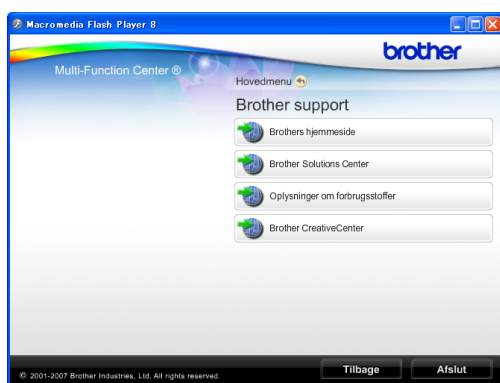 Macromedia Flash Player 8
brother
Multi-Function Center ®
Hovedmenu
Brother support
Brothers hjemmeside
Brother Solutions Center
Oplysninger om forbrugsstoffer
Brother CreativeCenter
© 2001-2007 Brother Industries, Ltd. All rights reserved.
Tilbage
Afslut